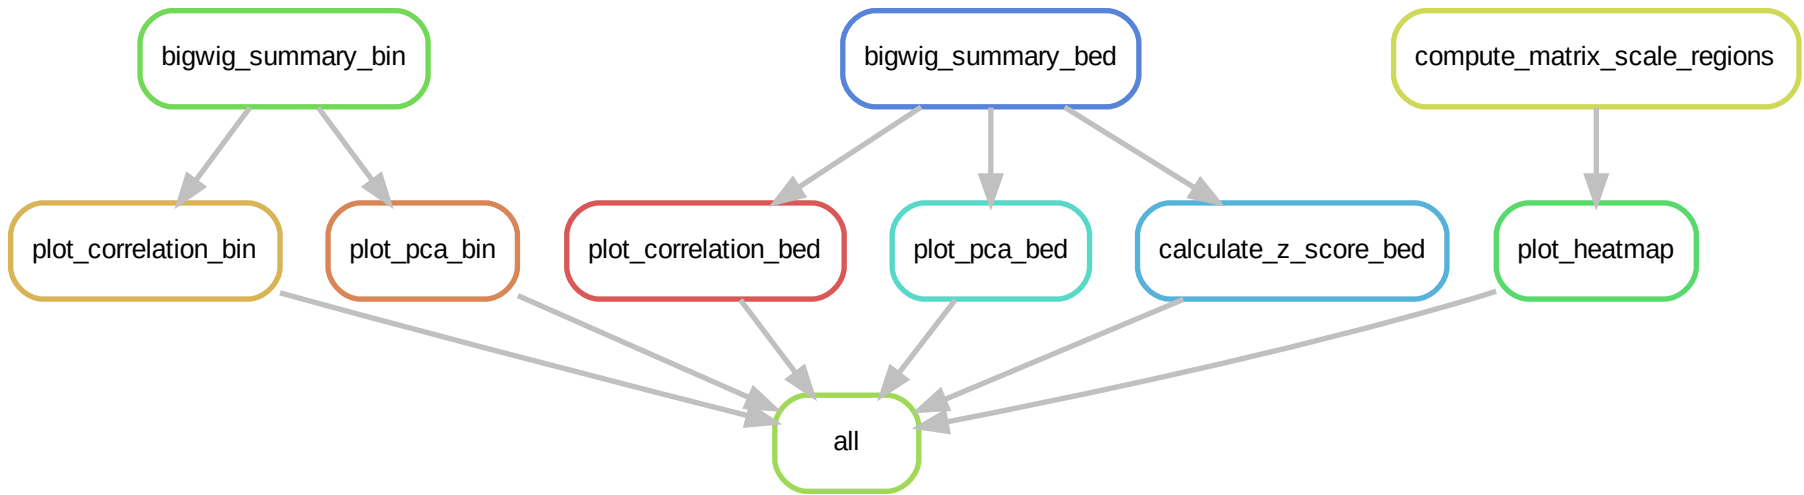 bigwig_summary_bin
bigwig_summary_bed
compute_matrix_scale_regions
plot_correlation_bin
plot_pca_bin
plot_correlation_bed
plot_pca_bed
calculate_z_score_bed
plot_heatmap
all